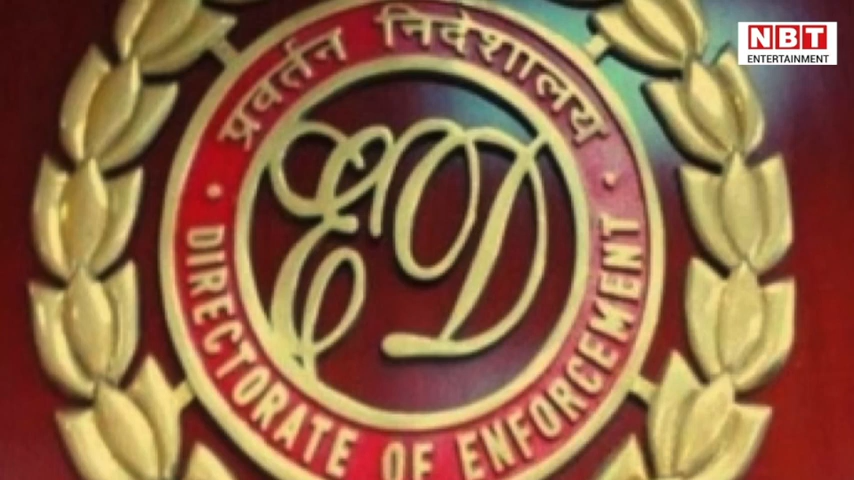 प्रवर्तन निदेशालय
ED
DIRECTORATE OF ENFORCEMENT
NBT
ENTERTAINMENT